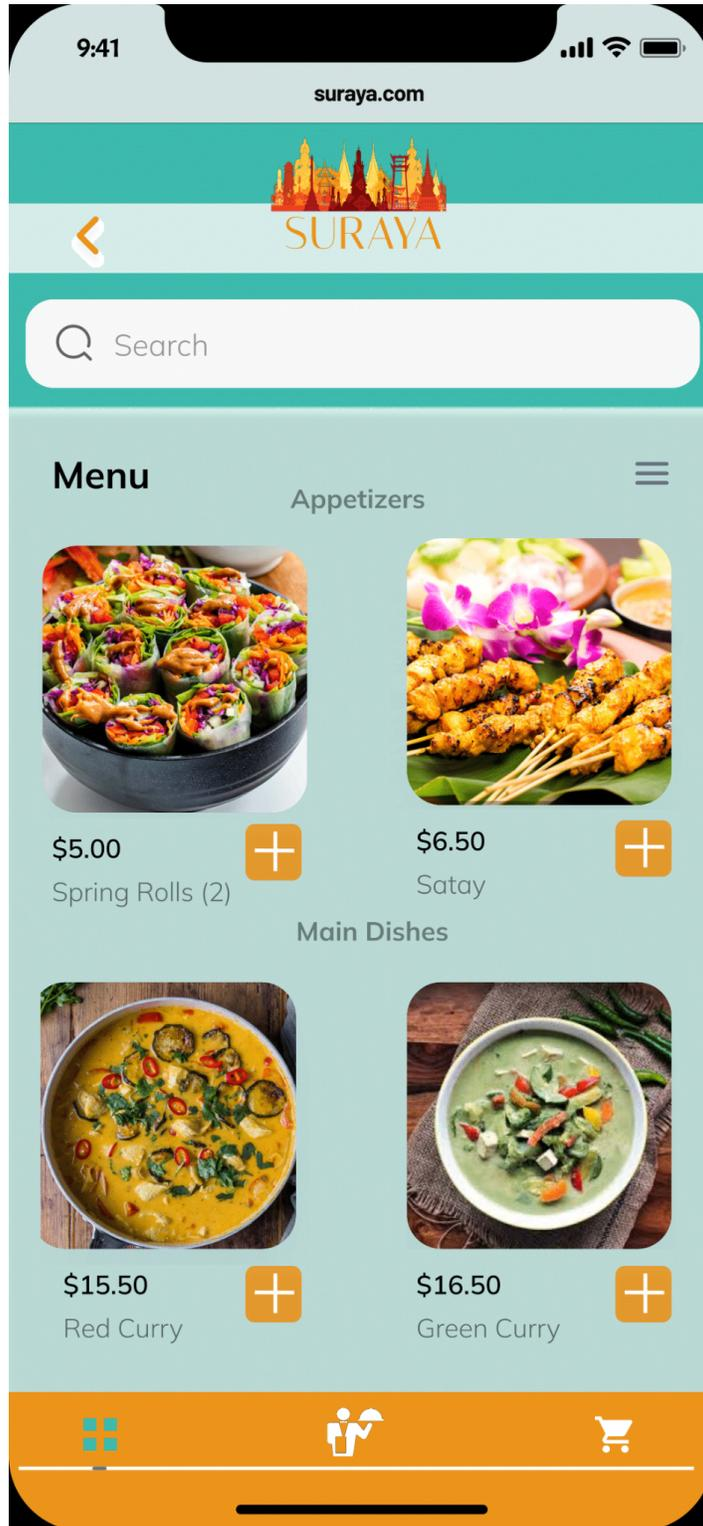 9:41
suraya.com
SURAYA
Search
Menu
Appetizers
$5.00
Spring Rolls (2)
$6.50
Satay
Main Dishes
$15.50
Red Curry
$16.50
Green Curry